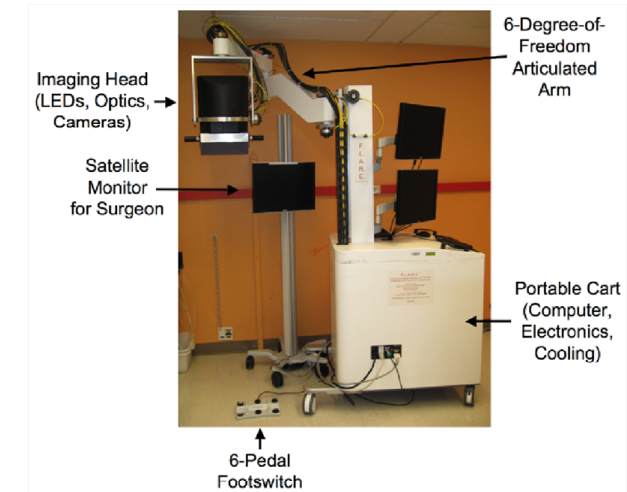 6-Degree-of-
Freedom
Articulated
Arm
Imaging Head
(LEDs, Optics,
Cameras)
Satellite
Monitor
for Surgeon
F
L
A
R
E
FLARE
Portable Cart
(Computer,
Electronics,
Cooling)
6-Pedal
Footswitch